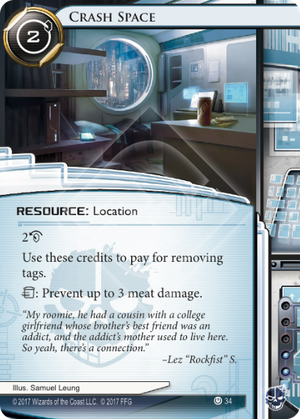 Crash Space
2
RESOURCE: Location
2
Use these credits to pay for removing
tags.
: Prevent up to 3 meat damage.
“My roomie, he had a cousin with a college
girlfriend whose brother’s best friend was an
addict, and the addict’s mother used to live here.
So yeah, there’s a connection.”
–Lez “Rockfist” S.
Illus. Samuel Leung
© 2017 Wizards of the Coast LLC. © 2017 FFG
34